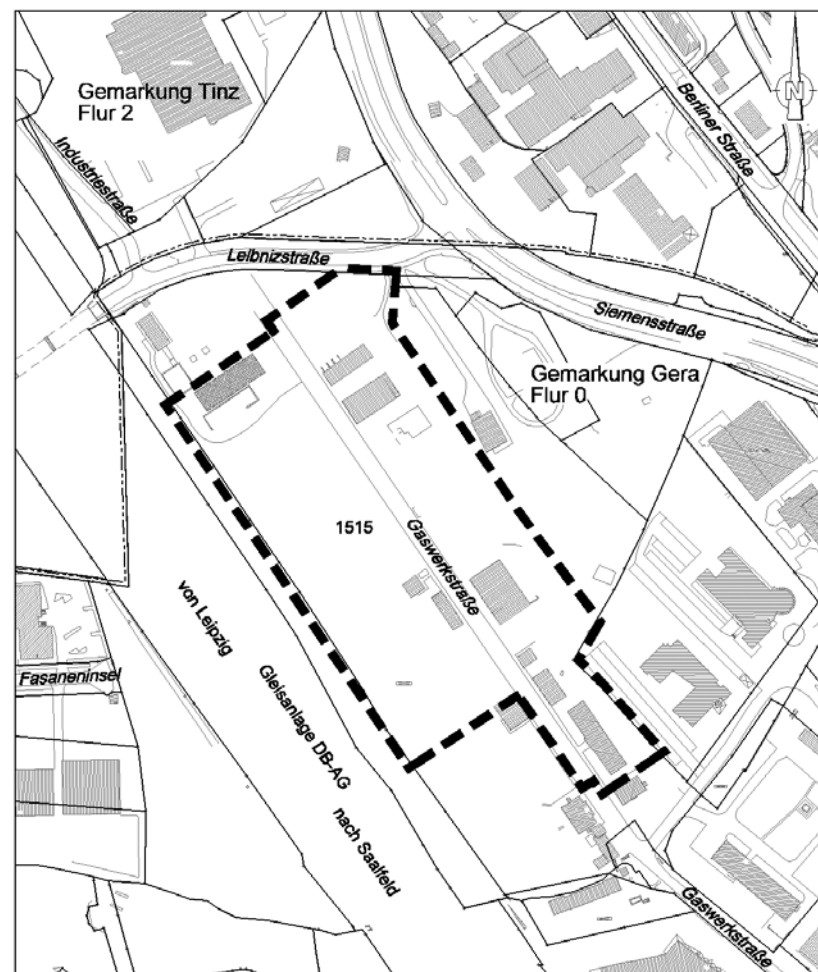 Gemarkung Tinz
Flur 2
Industriestraße
Berliner Straße
N
Leibnizstraße
Siemensstraße
Gemarkung Gera
Flur 0
1515
Gaswerkstraße
von Leipzig
Gleisanlage DB-AG
nach Saalfeld
Fasaneninsel
Gaswerkstraße